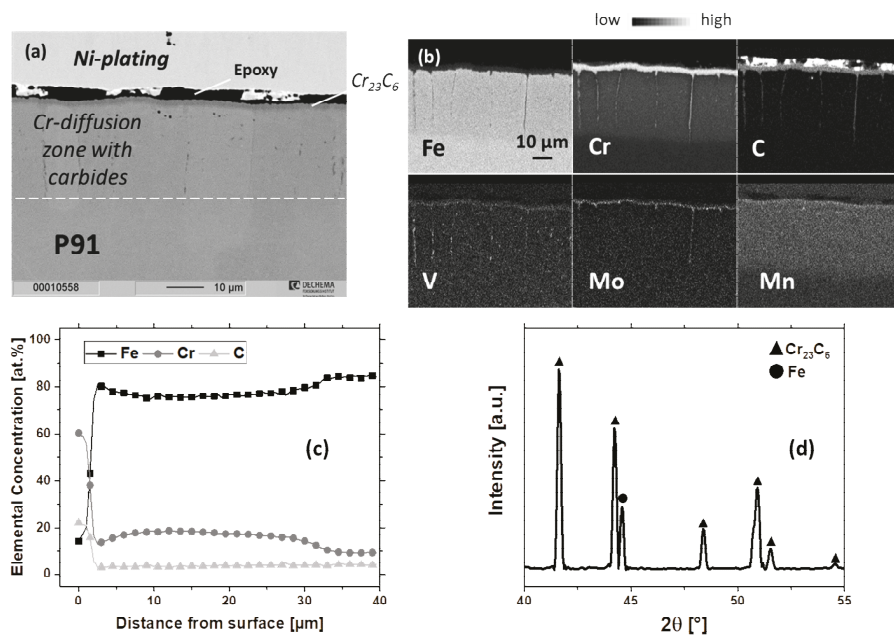 (a)
Ni-plating
Epoxy
Cr23C6
Cr-diffusion
zone with
carbides
P91
00010558
10 µm
DECHEMA
low
high
(b)
Fe
10 µm
Cr
C
V
Mo
Mn
Elemental Concentration [at.%]
100
80
60
40
20
0
Fe
Cr
C
(c)
0
10
20
30
40
Distance from surface [µm]
Intensity [a.u.]
Cr23C6
Fe
(d)
40
45
50
55
2θ [°]